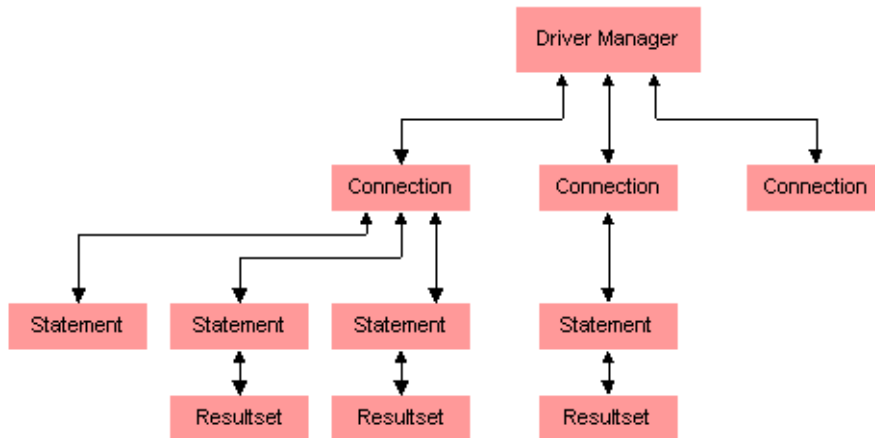 Driver Manager
Connection
Connection
Connection
Statement
Statement
Statement
Statement
Resultset
Resultset
Resultset